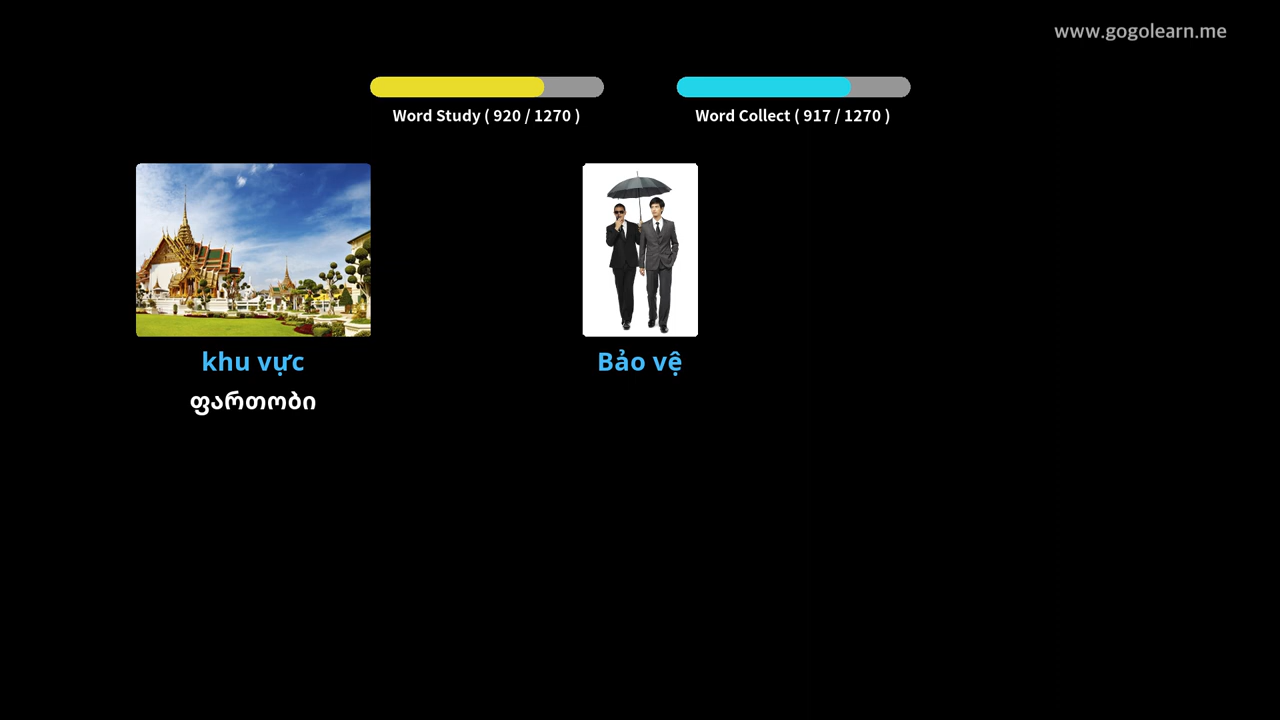 www.gogolearn.me
Word Study ( 920 / 1270 )
Word Collect ( 917 / 1270 )
khu vực
ფართობი
Bảo vệ